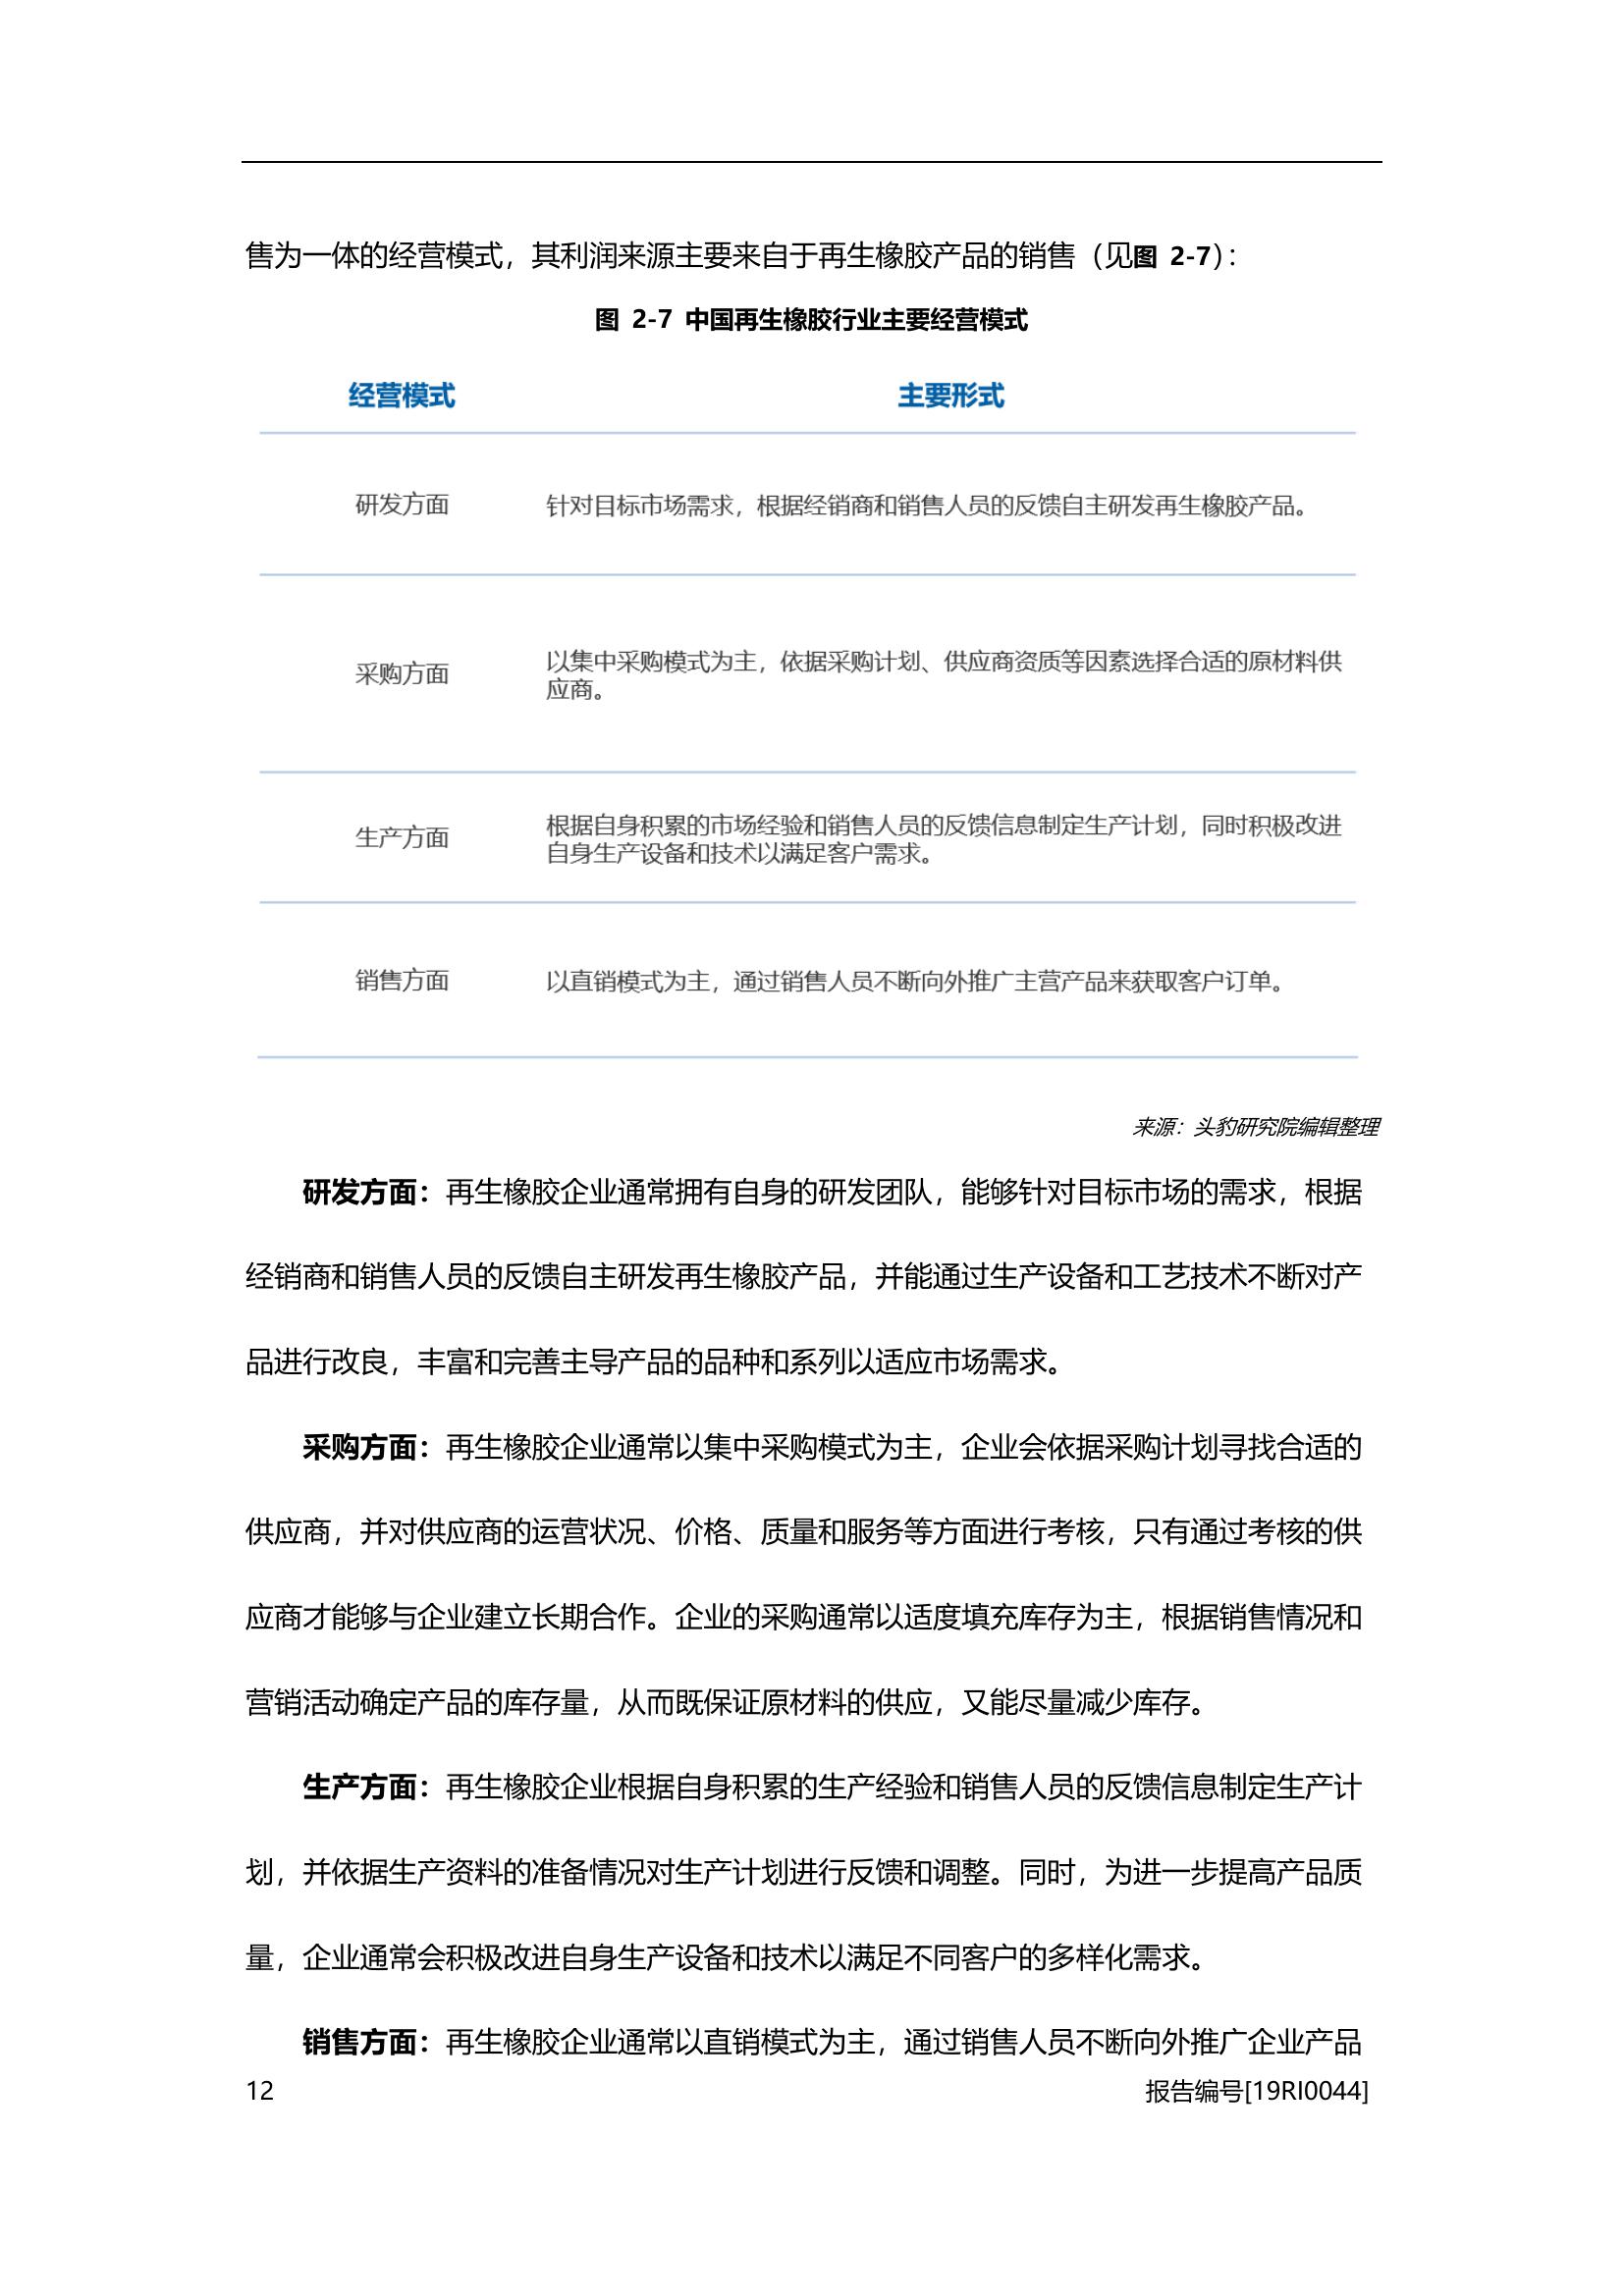 售为一体的经营模式，其利润来源主要来自于再生橡胶产品的销售（见图 2-7）：
图 2-7 中国再生橡胶行业主要经营模式
经营模式 主要形式
研发方面 针对目标市场需求，根据经销商和销售人员的反馈自主研发再生橡胶产品。
采购方面 以集中采购模式为主，依据采购计划、供应商资质等因素选择合适的原材料供
应商。
生产方面 根据自身积累的市场经验和销售人员的反馈信息制定生产计划，同时积极改进
自身生产设备和技术以满足客户需求。
销售方面 以直销模式为主，通过销售人员不断向外推广主营产品来获取客户订单。
来源：头豹研究院编辑整理
研发方面：再生橡胶企业通常拥有自身的研发团队，能够针对目标市场的需求，根据
经销商和销售人员的反馈自主研发再生橡胶产品，并能通过生产设备和工艺技术不断对产
品进行改良，丰富和完善主导产品的品种和系列以适应市场需求。
采购方面：再生橡胶企业通常以集中采购模式为主，企业会依据采购计划寻找合适的
供应商，并对供应商的运营状况、价格、质量和服务等方面进行考核，只有通过考核的供
应商才能够与企业建立长期合作。企业的采购通常以适度填充库存为主，根据销售情况和
营销活动确定产品的库存量，从而既保证原材料的供应，又能尽量减少库存。
生产方面：再生橡胶企业根据自身积累的生产经验和销售人员的反馈信息制定生产计
划，并依据生产资料的准备情况对生产计划进行反馈和调整。同时，为进一步提高产品质
量，企业通常会积极改进自身生产设备和技术以满足不同客户的多样化需求。
销售方面：再生橡胶企业通常以直销模式为主，通过销售人员不断向外推广企业产品
12 报告编号[19RI0044]